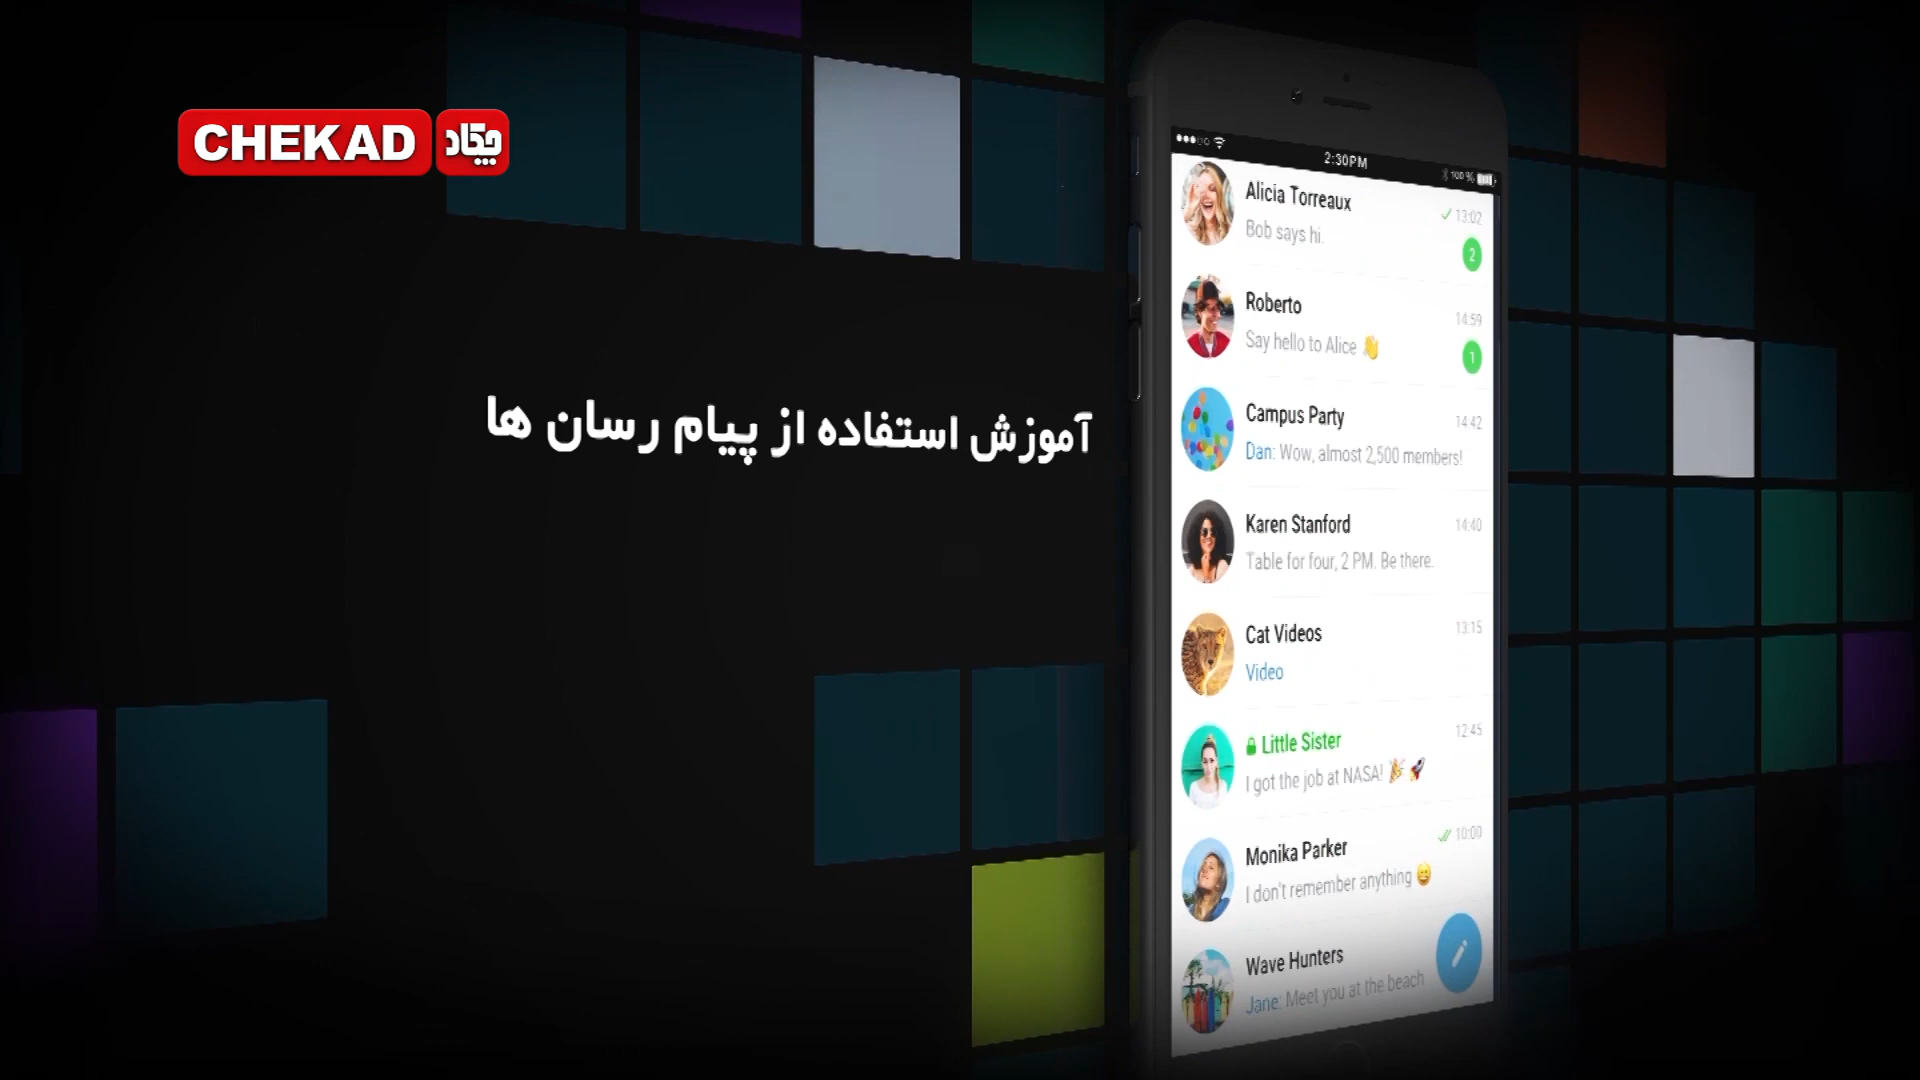 CHEKAD چکاد
آموزش استفاده از پیام رسان ها
2:30PM
100 %
Alicia Torreaux
13:02
Bob says hi.
2
Roberto
14:59
Say hello to Alice 👋
1
Campus Party
14:42
Dan: Wow, almost 2,500 members!
Karen Stanford
14:40
Table for four, 2 PM. Be there.
Cat Videos
13:15
Video
Little Sister
12:45
I got the job at NASA! 🎉 🚀
Monika Parker
10:00
I don't remember anything 😄
Wave Hunters
Jane: Meet you at the beach